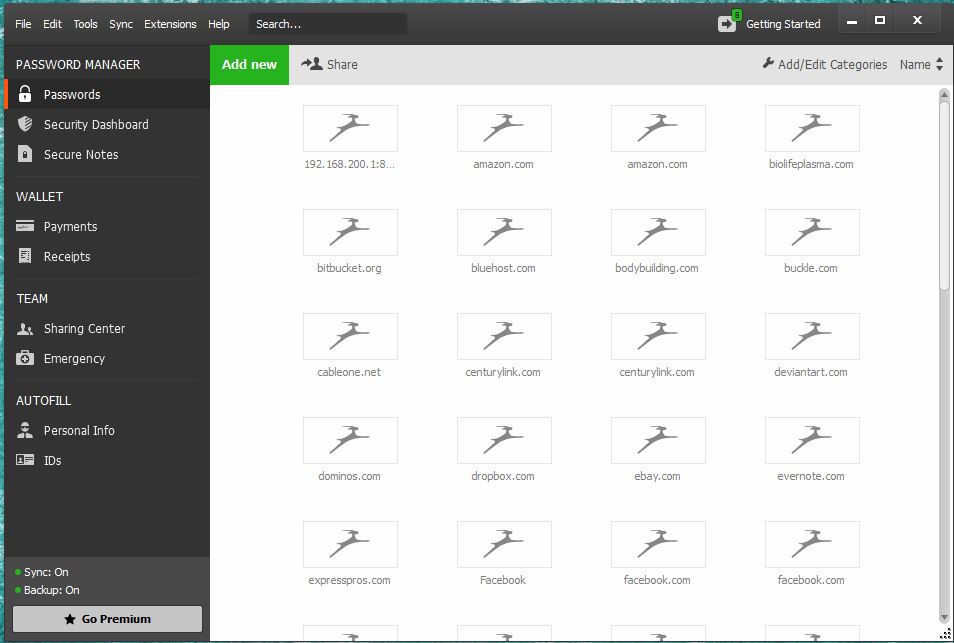 File Edit Tools Sync Extensions Help Search... 8 Getting Started
PASSWORD MANAGER
Passwords
Security Dashboard
Secure Notes
WALLET
Payments
Receipts
TEAM
Sharing Center
Emergency
AUTOFILL
Personal Info
IDs
Sync: On
Backup: On
Go Premium
Add new Share Add/Edit Categories Name
192.168.200.1:8... amazon.com amazon.com biolifeplasma.com
bitbucket.org bluehost.com bodybuilding.com buckle.com
cableone.net centurylink.com centurylink.com deviantart.com
dominos.com dropbox.com ebay.com evernote.com
expresspros.com Facebook facebook.com facebook.com